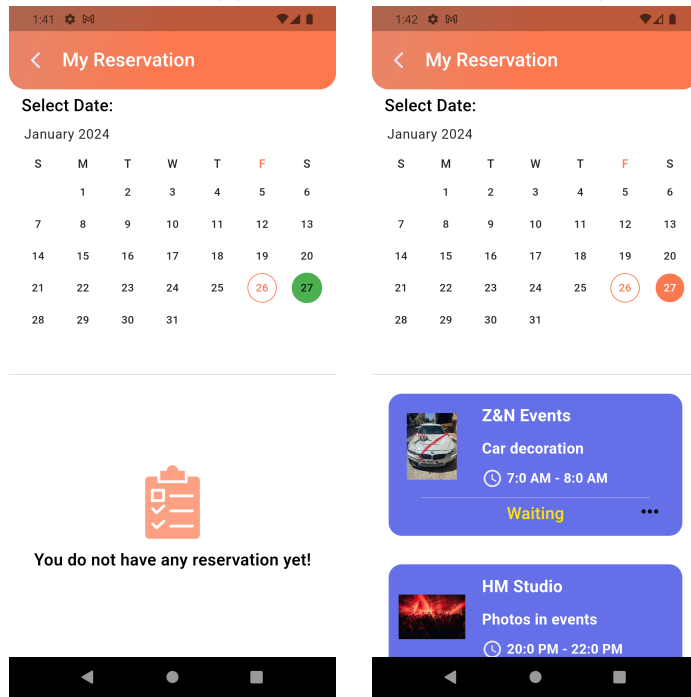 1:41
My Reservation
Select Date:
January 2024
S M T W T F S
1 2 3 4 5 6
7 8 9 10 11 12 13
14 15 16 17 18 19 20
21 22 23 24 25 26 27
28 29 30 31
You do not have any reservation yet!
1:42
My Reservation
Select Date:
January 2024
S M T W T F S
1 2 3 4 5 6
7 8 9 10 11 12 13
14 15 16 17 18 19 20
21 22 23 24 25 26 27
28 29 30 31
Z&N Events
Car decoration
7:0 AM - 8:0 AM
Waiting
HM Studio
Photos in events
20:0 PM - 22:0 PM